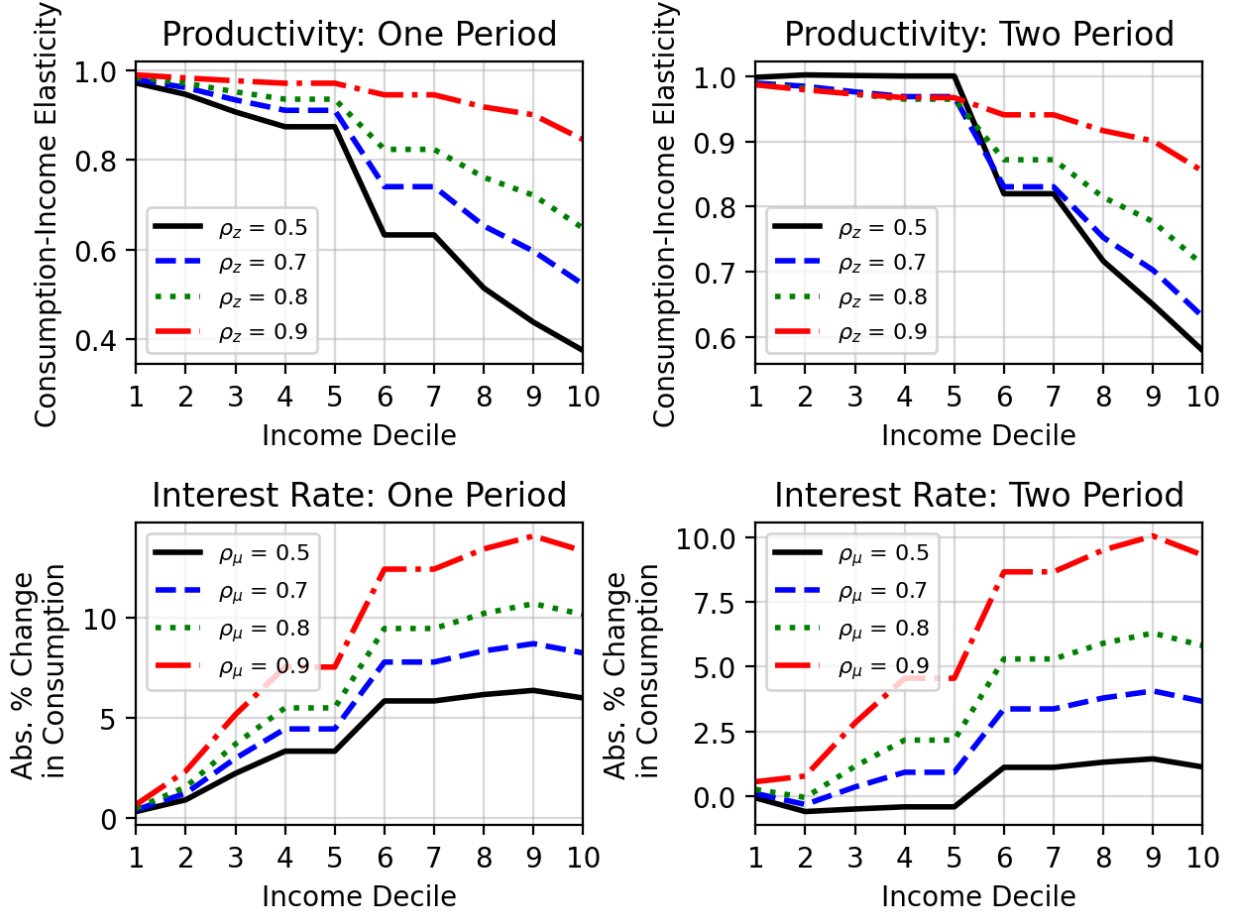 Productivity: One Period
Consumption-Income Elasticity
1.0
0.8
0.6
0.4
ρz = 0.5
ρz = 0.7
ρz = 0.8
ρz = 0.9
1 2 3 4 5 6 7 8 9 10
Income Decile
Productivity: Two Period
Consumption-Income Elasticity
1.0
0.9
0.8
0.7
0.6
ρz = 0.5
ρz = 0.7
ρz = 0.8
ρz = 0.9
1 2 3 4 5 6 7 8 9 10
Income Decile
Interest Rate: One Period
Abs. % Change
in Consumption
10
5
0
ρμ = 0.5
ρμ = 0.7
ρμ = 0.8
ρμ = 0.9
1 2 3 4 5 6 7 8 9 10
Income Decile
Interest Rate: Two Period
Abs. % Change
in Consumption
10.0
7.5
5.0
2.5
0.0
ρμ = 0.5
ρμ = 0.7
ρμ = 0.8
ρμ = 0.9
1 2 3 4 5 6 7 8 9 10
Income Decile